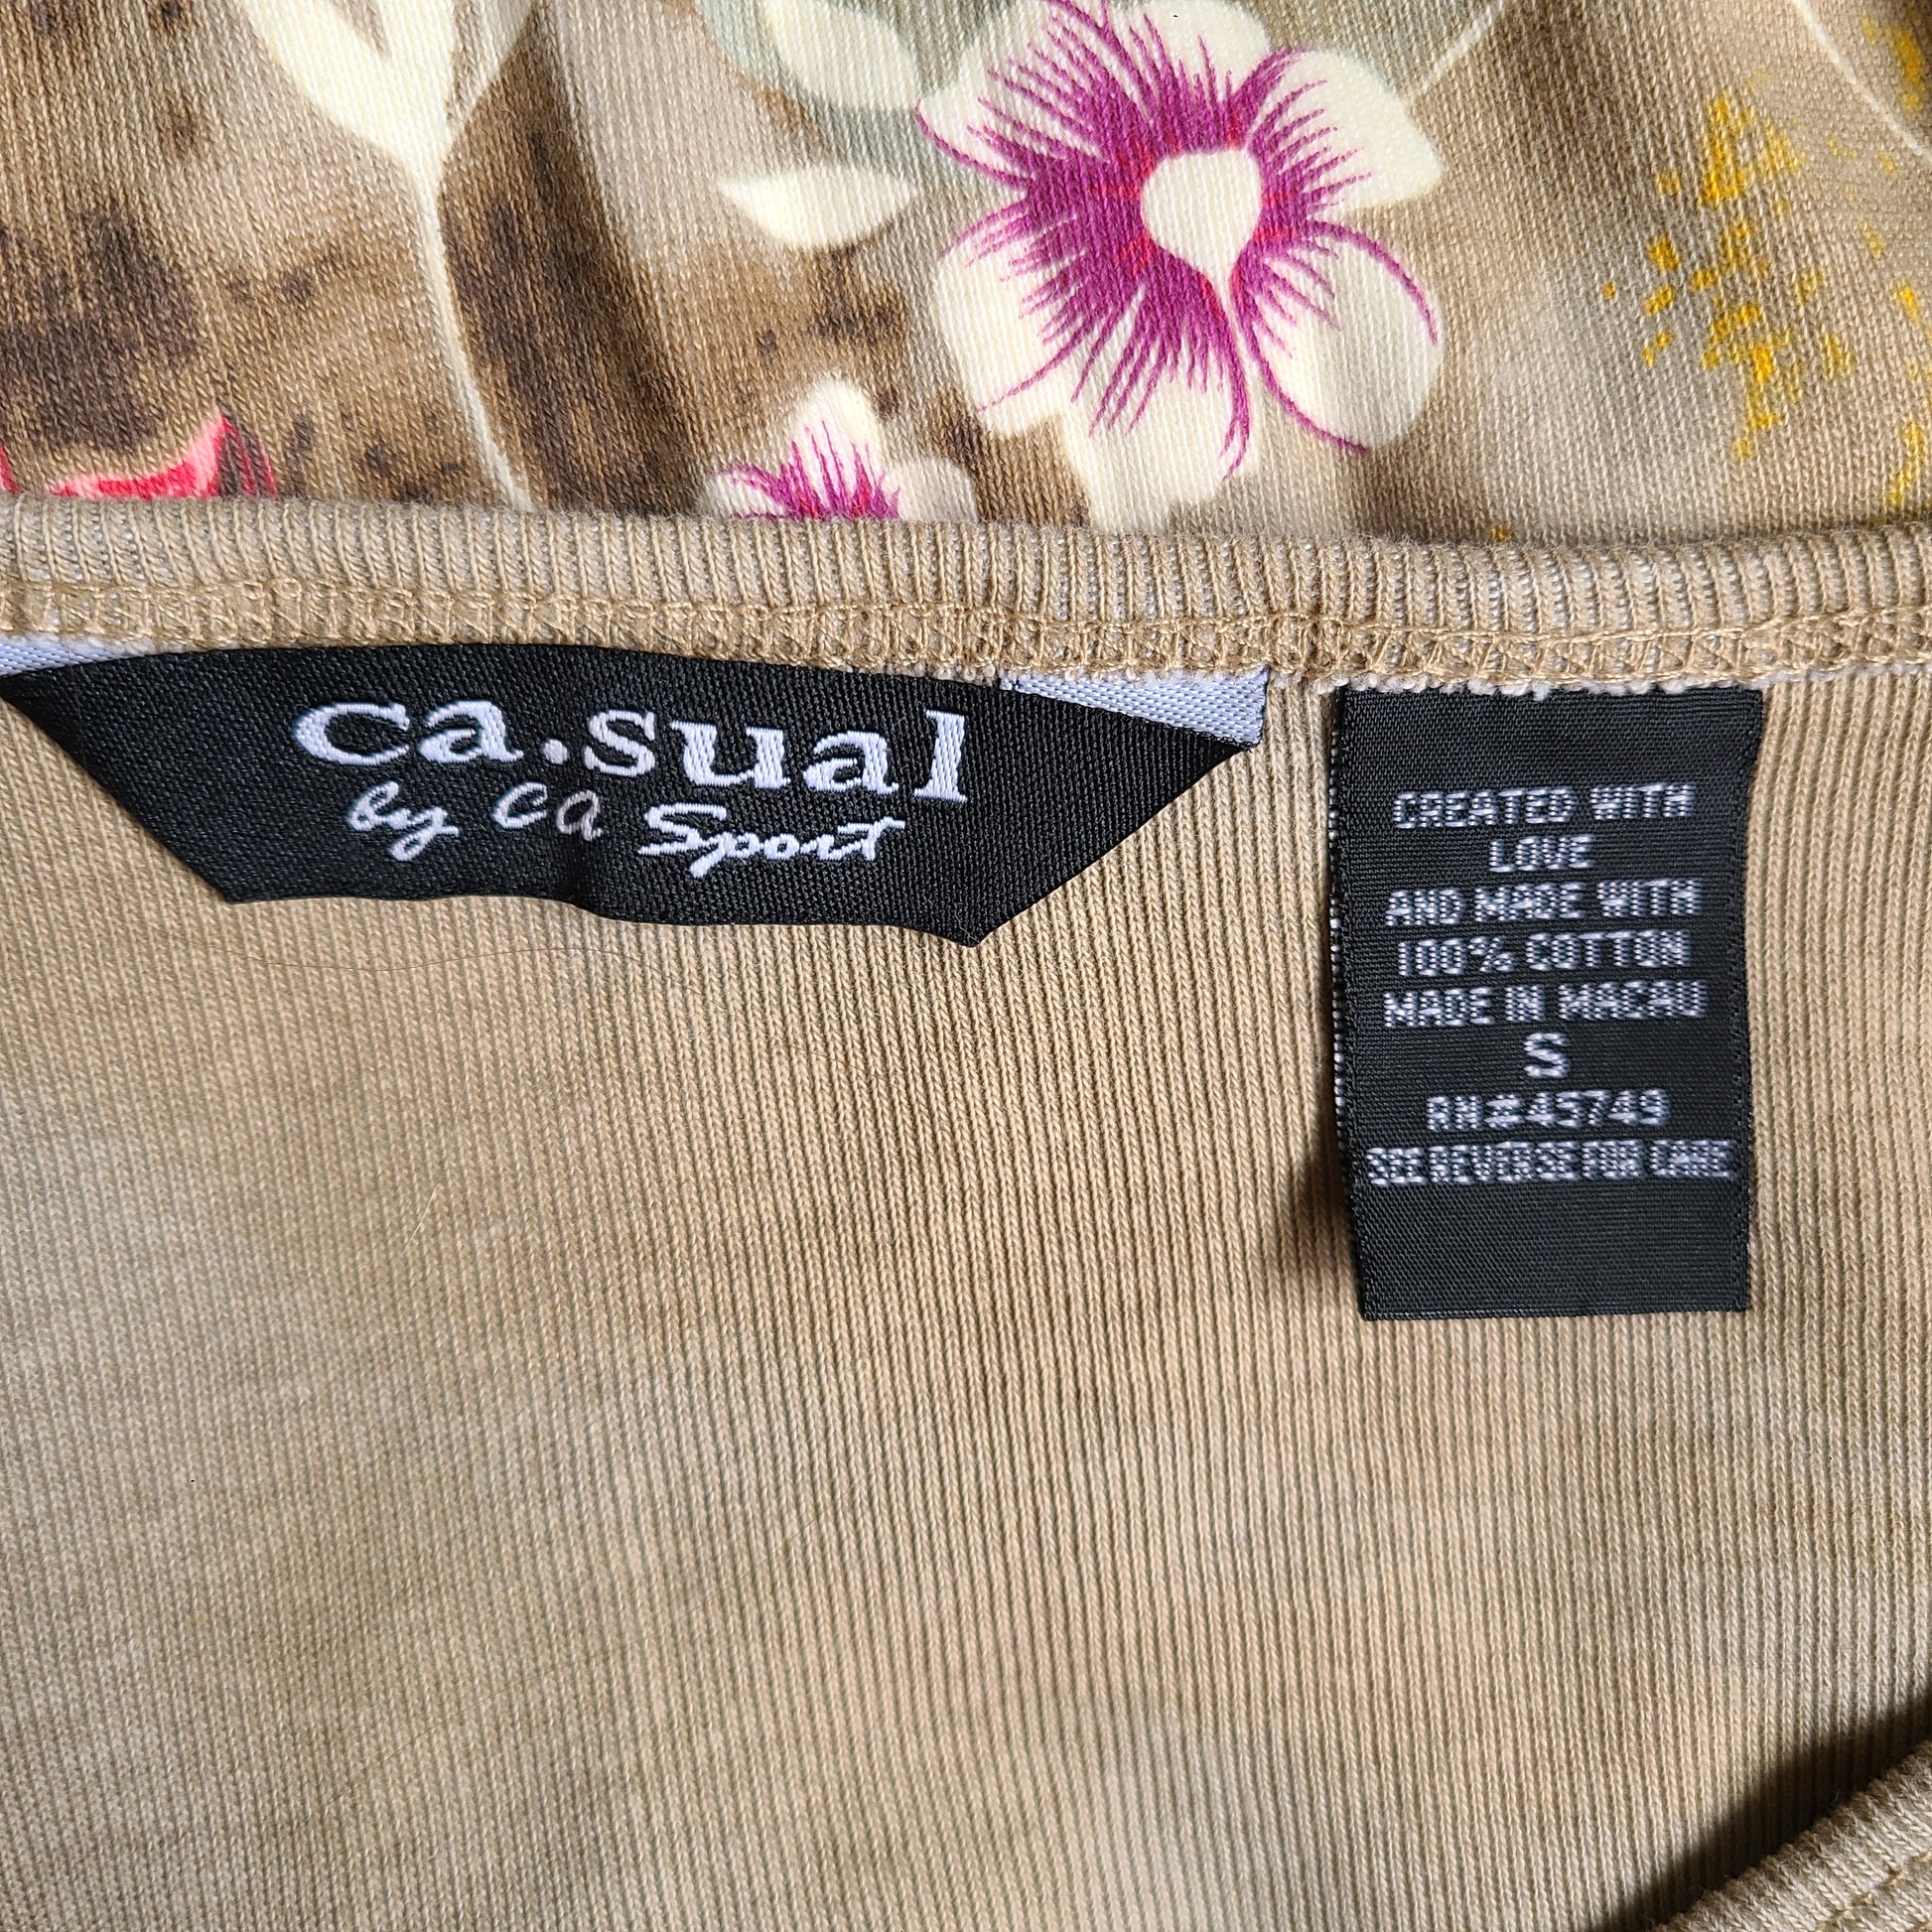 ca.sual
by ca Sport
CREATED WITH
LOVE
AND MADE WITH
100% COTTON
MADE IN MACAU
S
RN#45749
SEE REVERSE FOR CARE